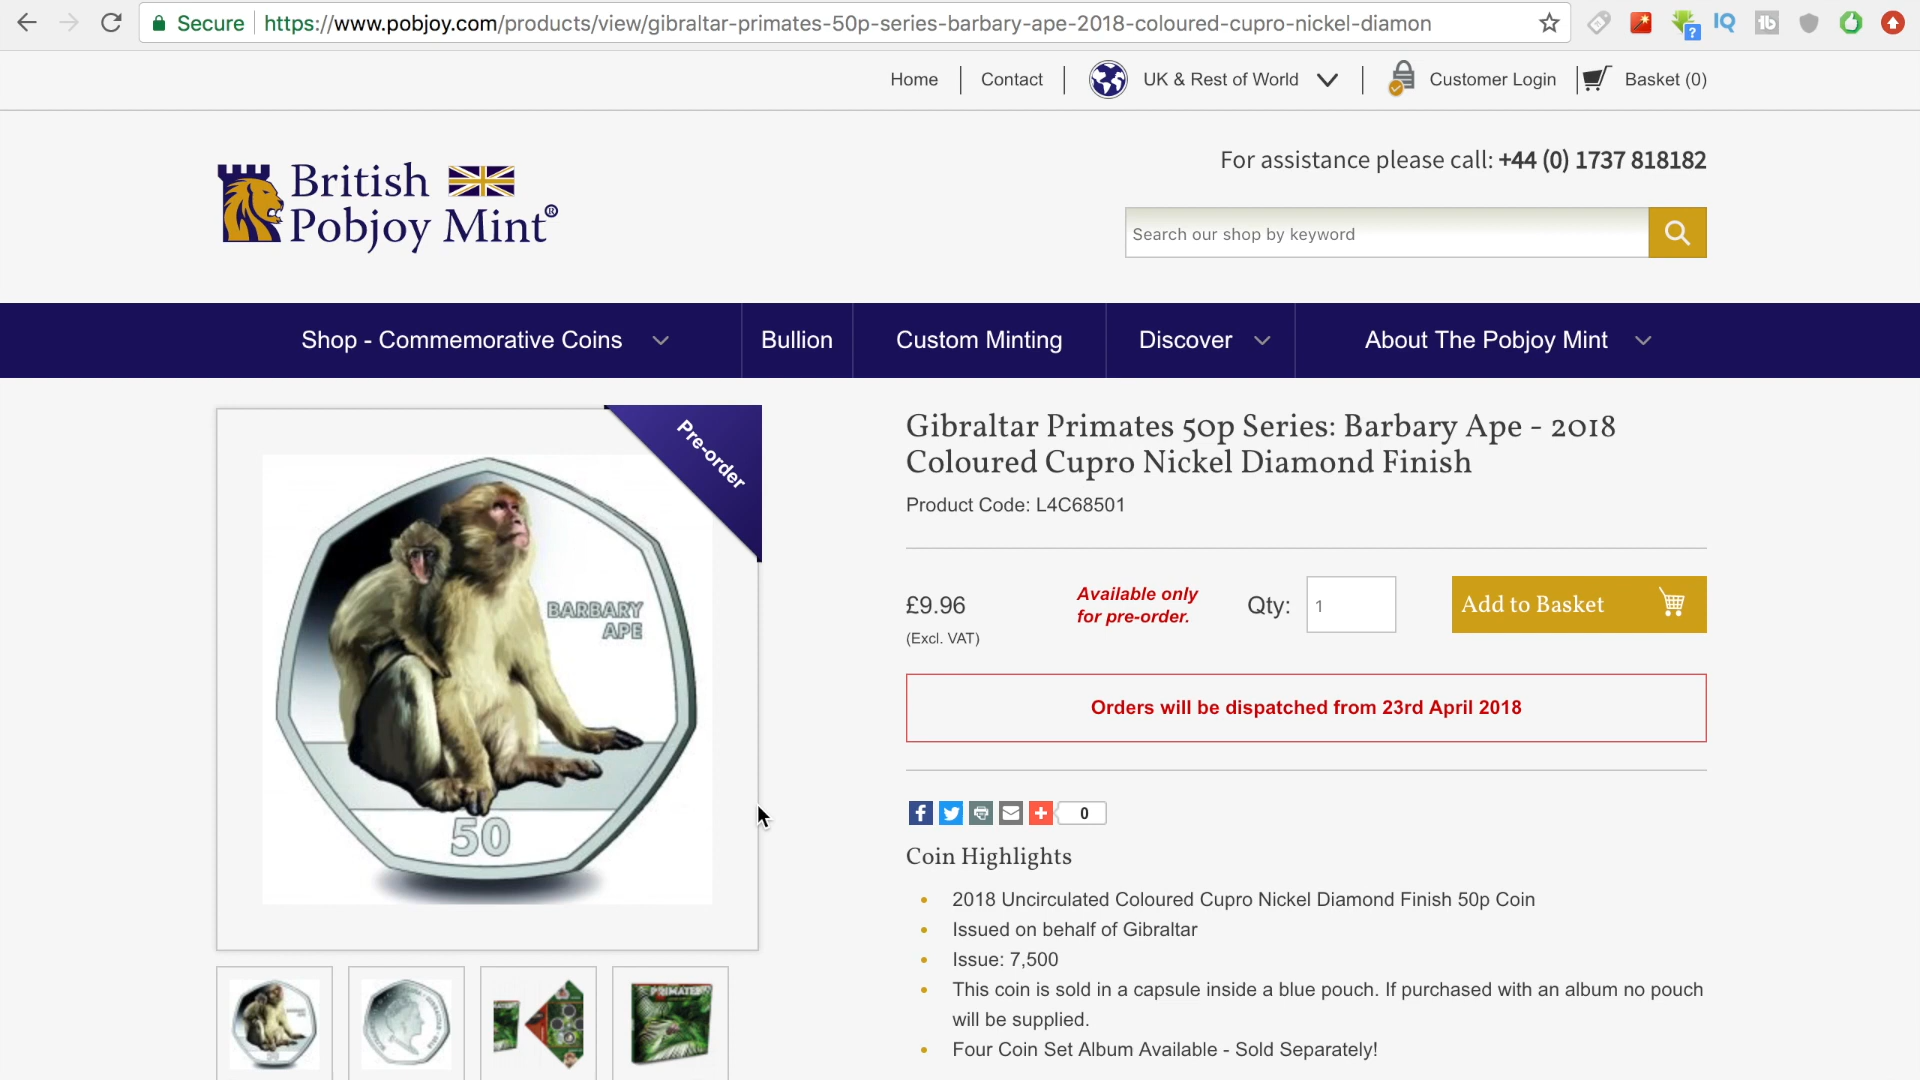 Secure https://www.pobjoy.com/products/view/gibraltar-primates-50p-series-barbary-ape-2018-coloured-cupro-nickel-diamon
Home Contact UK & Rest of World Customer Login Basket (0)
British
Pobjoy Mint®
For assistance please call: +44 (0) 1737 818182
Search our shop by keyword
Shop - Commemorative Coins Bullion Custom Minting Discover About The Pobjoy Mint
Pre-order
BARBARY
APE
50
Gibraltar Primates 50p Series: Barbary Ape - 2018
Coloured Cupro Nickel Diamond Finish
Product Code: L4C68501
£9.96
(Excl. VAT)
Available only
for pre-order.
Qty: 1
Add to Basket
Orders will be dispatched from 23rd April 2018
0
Coin Highlights
2018 Uncirculated Coloured Cupro Nickel Diamond Finish 50p Coin
Issued on behalf of Gibraltar
Issue: 7,500
This coin is sold in a capsule inside a blue pouch. If purchased with an album no pouch
will be supplied.
Four Coin Set Album Available - Sold Separately!